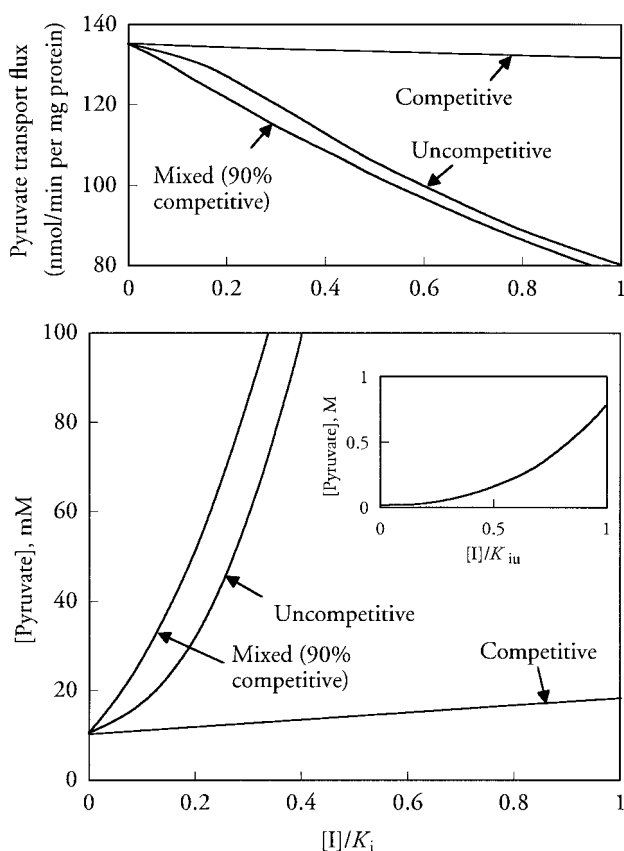 Pyruvate transport flux
(nmol/min per mg protein)
140
120
100
80
Competitive
Uncompetitive
Mixed (90%
competitive)
0
0.2
0.4
0.6
0.8
1
[Pyruvate], mM
100
80
60
40
20
0
[Pyruvate], M
1
0.5
0
0
0.5
1
[I]/Kiu
Uncompetitive
Mixed (90%
competitive)
Competitive
0
0.2
0.4
0.6
0.8
1
[I]/Ki